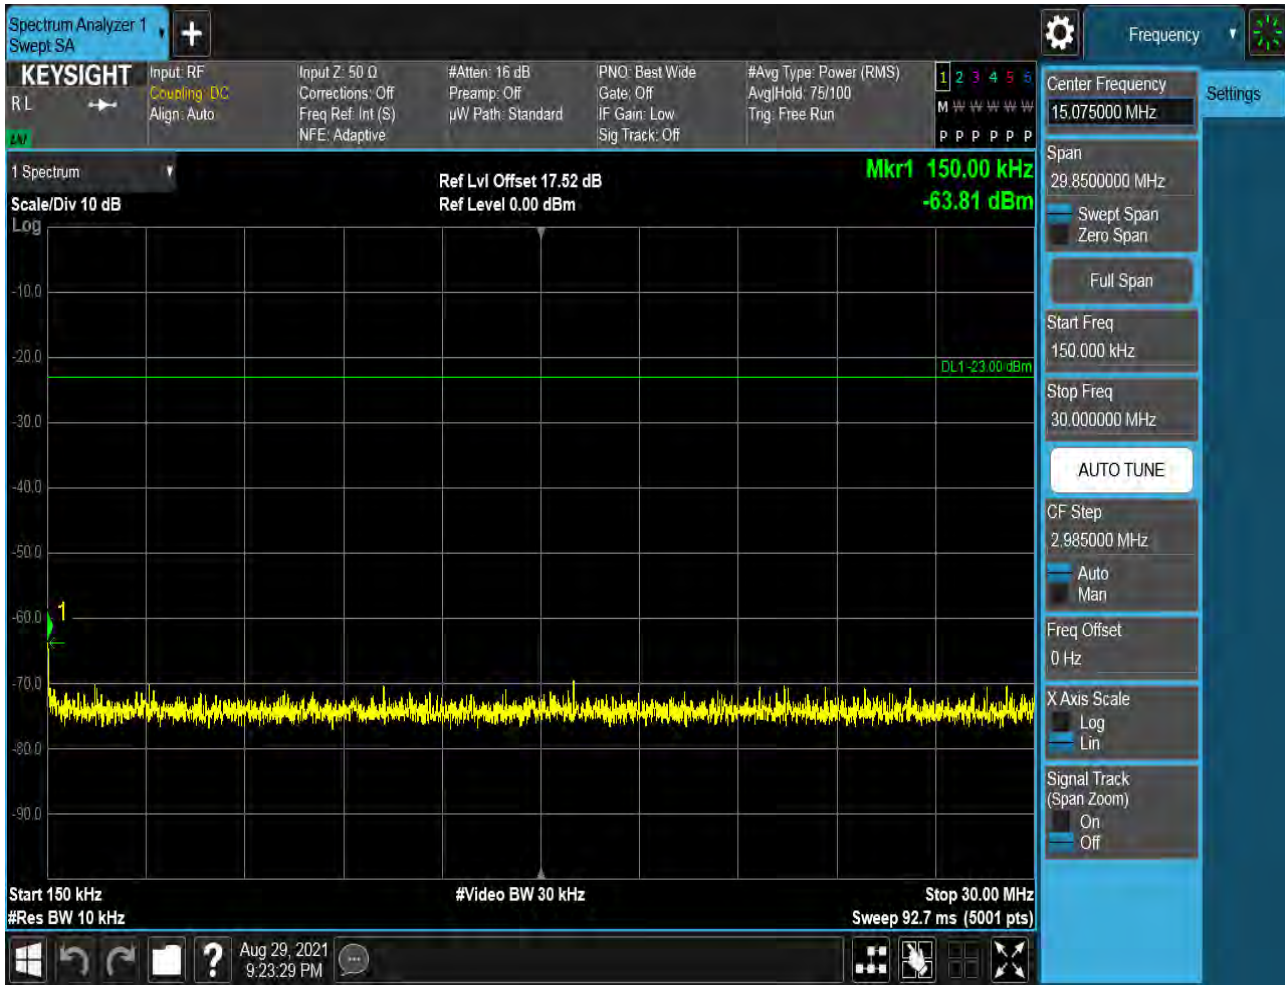 Spectrum Analyzer 1
Swept SA
Frequency
KEYSIGHT
R L
LXI
Input: RF
Coupling: DC
Align: Auto
Input Z: 50 Ω
Corrections: Off
Freq Ref: Int (S)
NFE: Adaptive
#Atten: 16 dB
Preamp: Off
µW Path: Standard
PNO: Best Wide
Gate: Off
IF Gain: Low
Sig Track: Off
#Avg Type: Power (RMS)
Avg|Hold: 75/100
Trig: Free Run
1 2 3 4 5 6
M W W W W W
P P P P P P
1 Spectrum
Scale/Div 10 dB
Log
Ref Lvl Offset 17.52 dB
Ref Level 0.00 dBm
Mkr1 150.00 kHz
-63.81 dBm
-10.0
-20.0
DL1 -23.00 dBm
-30.0
-40.0
-50.0
-60.0
1
-70.0
-80.0
-90.0
Start 150 kHz
#Res BW 10 kHz
#Video BW 30 kHz
Stop 30.00 MHz
Sweep 92.7 ms (5001 pts)
Aug 29, 2021
9:23:29 PM
Center Frequency
15.075000 MHz
Settings
Span
29.8500000 MHz
Swept Span
Zero Span
Full Span
Start Freq
150.000 kHz
Stop Freq
30.000000 MHz
AUTO TUNE
CF Step
2.985000 MHz
Auto
Man
Freq Offset
0 Hz
X Axis Scale
Log
Lin
Signal Track
(Span Zoom)
On
Off